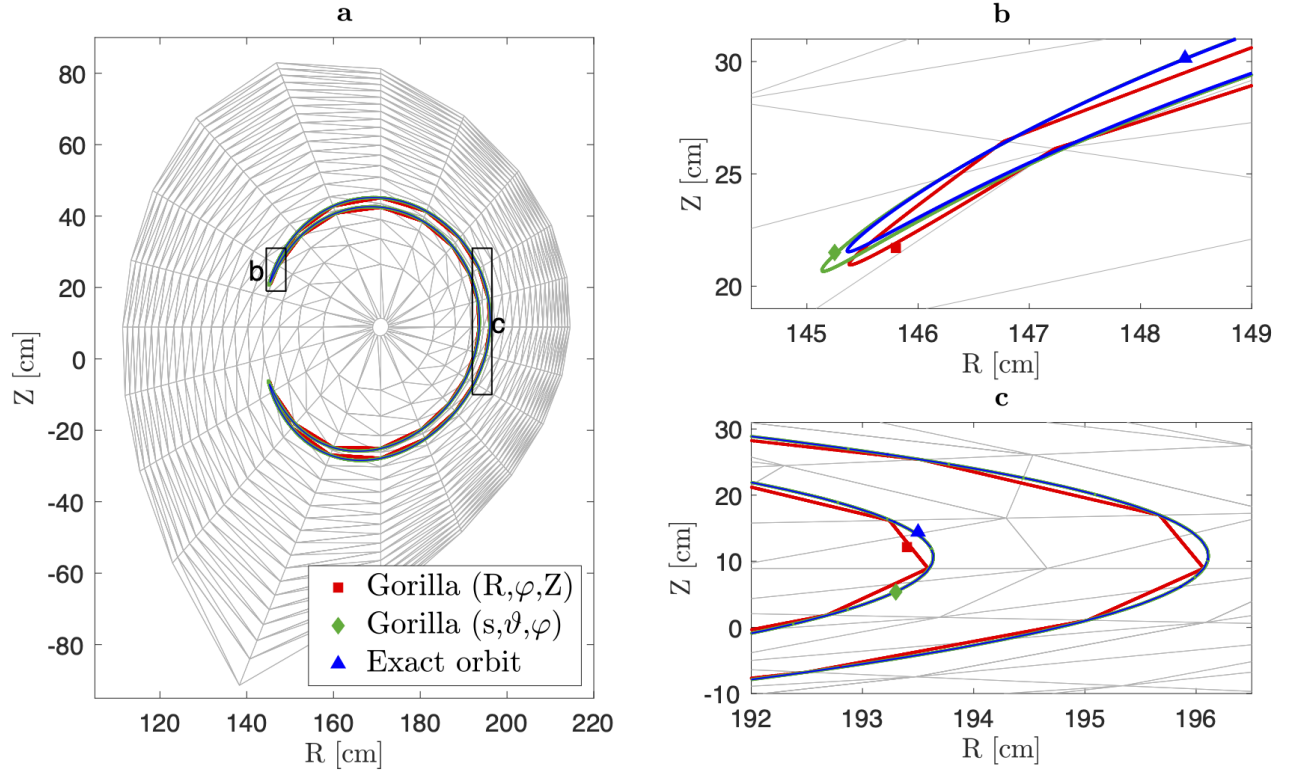 a
80
60
40
20
0
-20
-40
-60
-80
Z [cm]
b
c
Gorilla (R,φ,Z)
Gorilla (s,ϑ,φ)
Exact orbit
120 140 160 180 200 220
R [cm]
b
30
25
20
Z [cm]
145 146 147 148 149
R [cm]
c
30
20
10
0
-10
Z [cm]
192 193 194 195 196
R [cm]